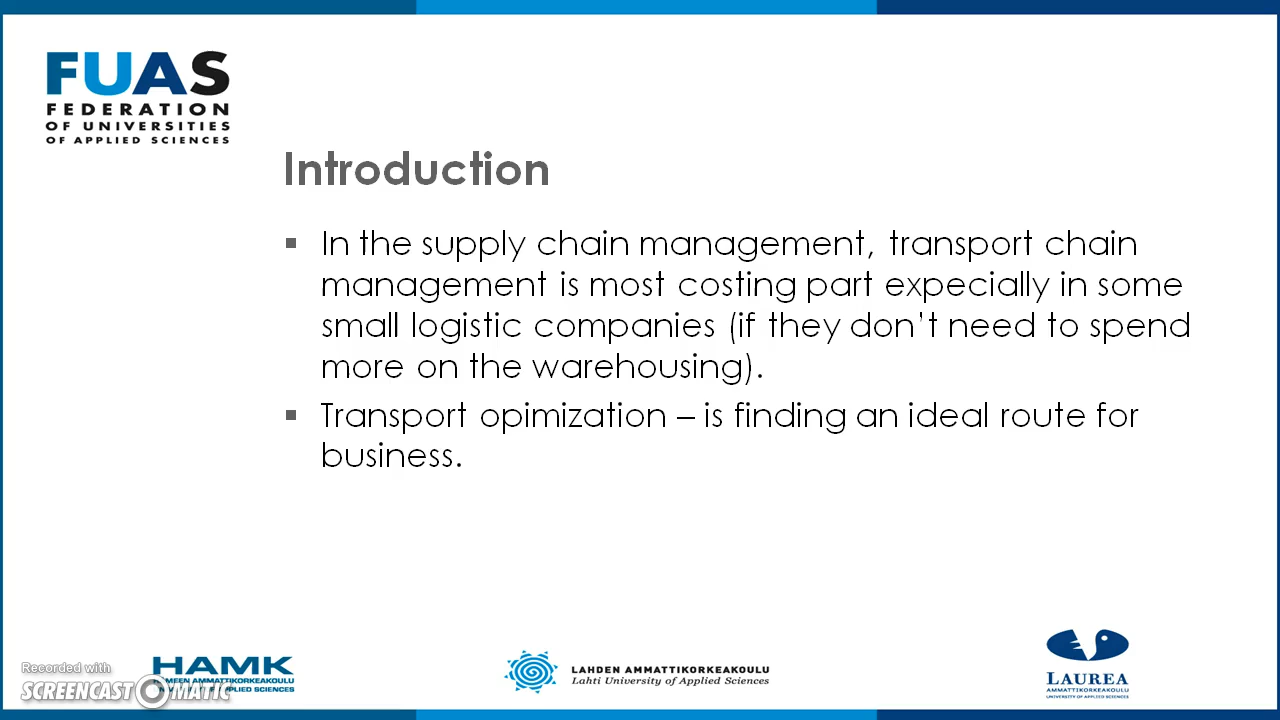 FUAS
FEDERATION
OF UNIVERSITIES
OF APPLIED SCIENCES
Introduction
▪ In the supply chain management, transport chain
management is most costing part expecially in some
small logistic companies (if they don't need to spend
more on the warehousing).
▪ Transport opimization – is finding an ideal route for
business.
Recorded with
SCREENCAST O MATIC
HAMK
AMMATTIKORKEAKOULU
APPLIED SCIENCES
LAHDEN AMMATTIKORKEAKOULU
Lahti University of Applied Sciences
LAUREA
AMMATTIKORKEAKOULU
UNIVERSITY OF APPLIED SCIENCES